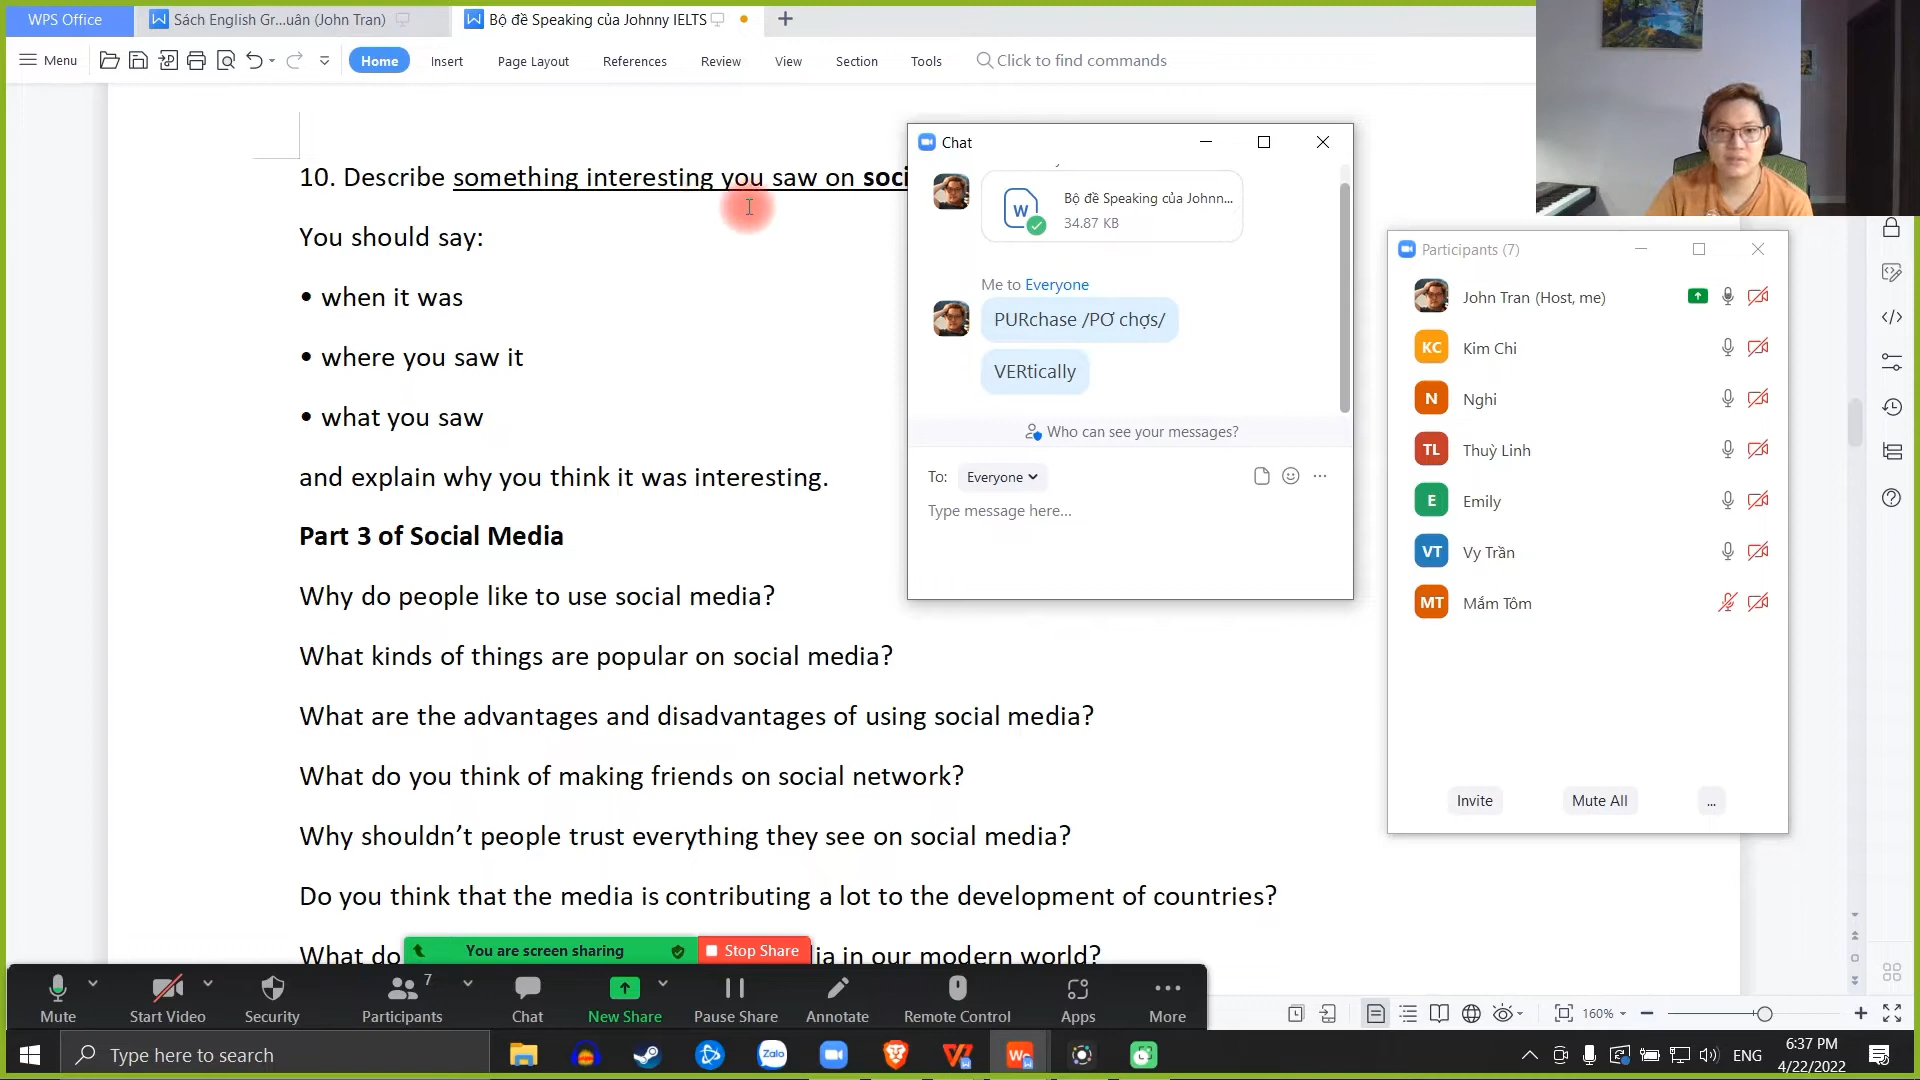 WPS Office
Sách English Gr...uân (John Tran)
Bộ đề Speaking của Johnny IELTS
Menu
Home
Insert
Page Layout
References
Review
View
Section
Tools
Click to find commands
10. Describe something interesting you saw on soci
You should say:
• when it was
• where you saw it
• what you saw
and explain why you think it was interesting.
Part 3 of Social Media
Why do people like to use social media?
What kinds of things are popular on social media?
What are the advantages and disadvantages of using social media?
What do you think of making friends on social network?
Why shouldn't people trust everything they see on social media?
Do you think that the media is contributing a lot to the development of countries?
What do
ia in our modern world?
Chat
W
Bộ đề Speaking của Johnn...
34.87 KB
Me to Everyone
PURchase /PƠ chợs/
VERtically
Who can see your messages?
To: Everyone
Type message here...
Participants (7)
John Tran (Host, me)
KC Kim Chi
N Nghi
TL Thuỳ Linh
E Emily
VT Vy Trần
MT Mắm Tôm
Invite
Mute All
...
You are screen sharing
Stop Share
Mute
Start Video
Security
7
Participants
Chat
New Share
Pause Share
Annotate
Remote Control
Apps
More
160%
Type here to search
Zalo
ENG
6:37 PM
4/22/2022